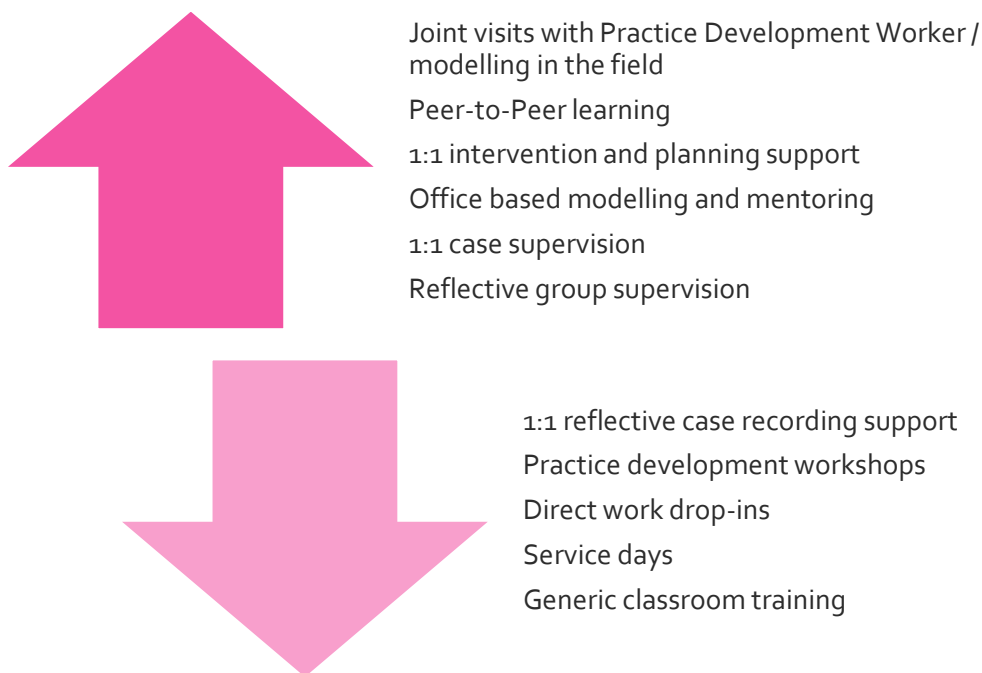 Joint visits with Practice Development Worker /
modelling in the field
Peer-to-Peer learning
1:1 intervention and planning support
Office based modelling and mentoring
1:1 case supervision
Reflective group supervision
1:1 reflective case recording support
Practice development workshops
Direct work drop-ins
Service days
Generic classroom training